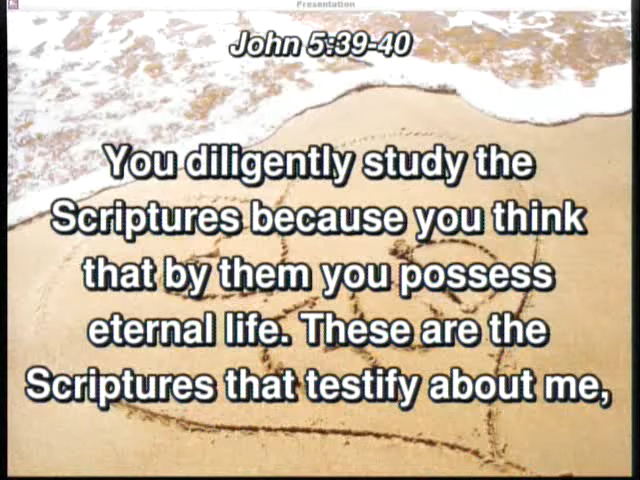 Presentation
John 5:39-40
You diligently study the
Scriptures because you think
that by them you possess
eternal life. These are the
Scriptures that testify about me,